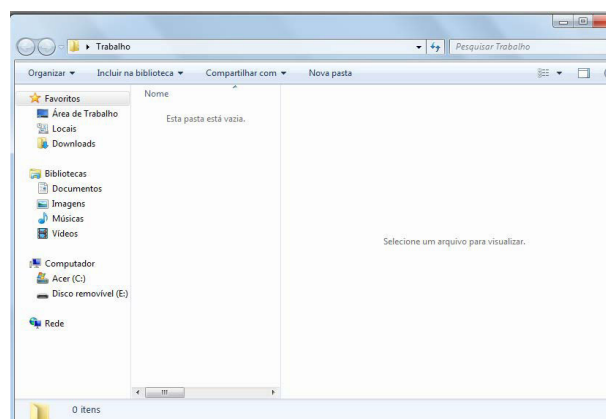 Trabalho
Pesquisar Trabalho
Organizar Incluir na biblioteca Compartilhar com Nova pasta
Favoritos
Área de Trabalho
Locais
Downloads
Bibliotecas
Documentos
Imagens
Músicas
Vídeos
Computador
Acer (C:)
Disco removível (E:)
Rede
Nome
Esta pasta está vazia.
Selecione um arquivo para visualizar.
0 itens